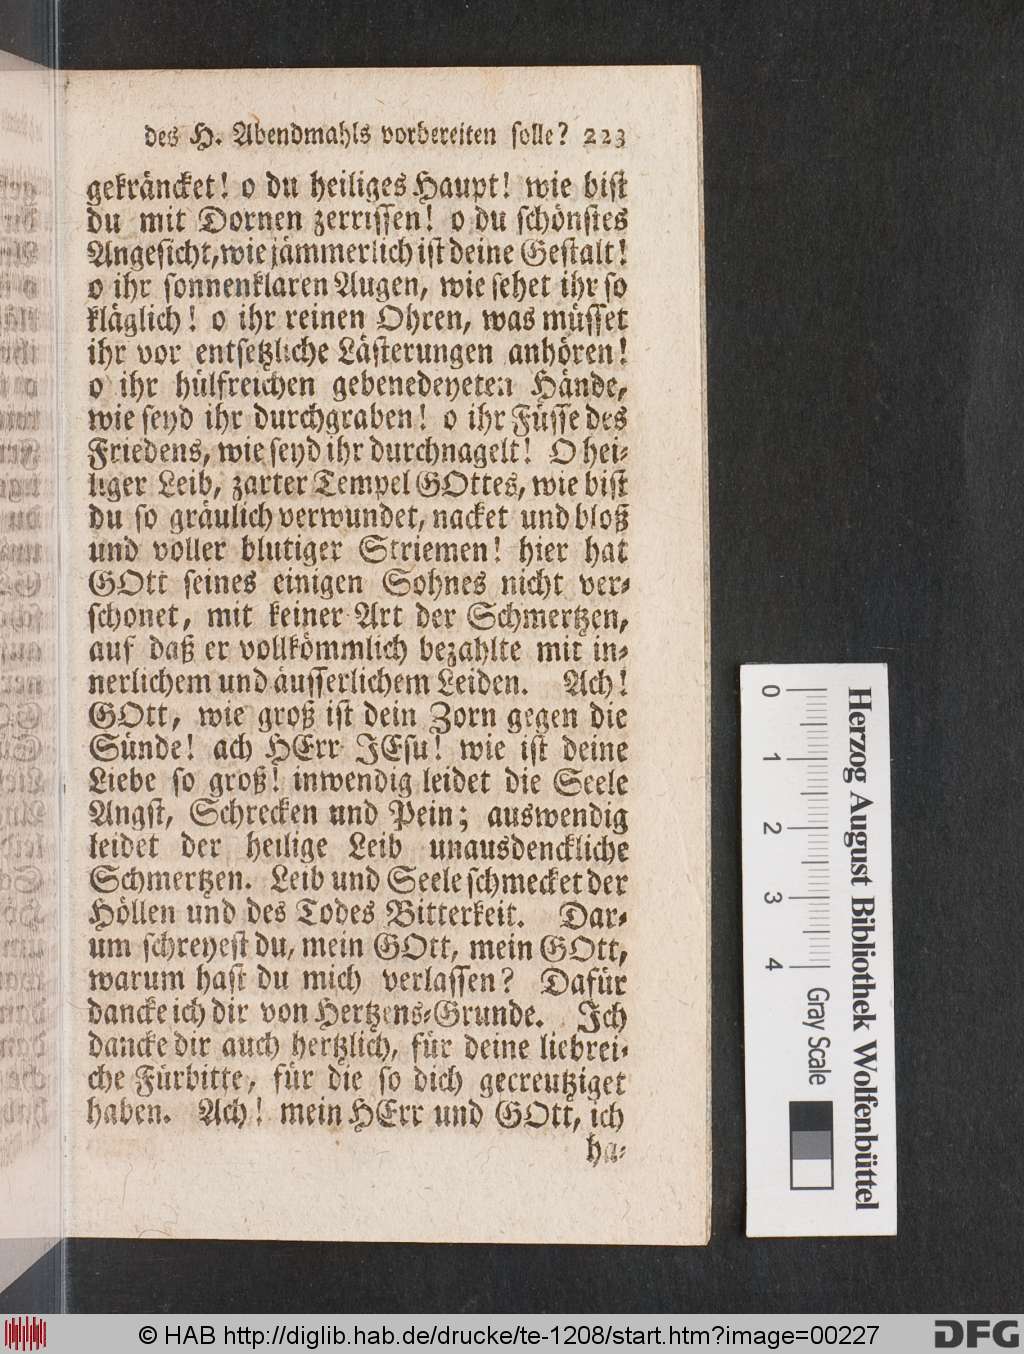 des H. Abendmahls vorbereiten solle? 223
gekräncket! o du heiliges Haupt! wie bist
du mit Dornen zerrissen! o du schönstes
Angesicht, wie jämmerlich ist deine Gestalt!
o ihr sonnenklaren Augen, wie sehet ihr so
kläglich! o ihr reinen Ohren, was müsset
ihr vor entsetzliche Lästerungen anhören!
o ihr hülfreichen gebenedeyeten Hände,
wie seyd ihr durchgraben! o ihr Füsse des
Friedens, wie seyd ihr durchnagelt! O hei-
liger Leib, zarter Tempel GOttes, wie bist
du so gräulich verwundet, nacket und bloß
und voller blutiger Striemen! hier hat
GOtt seines einigen Sohnes nicht ver-
schonet, mit keiner Art der Schmertzen,
auf daß er vollkömmlich bezahlte mit in-
nerlichem und äusserlichem Leiden. Ach!
GOtt, wie groß ist dein Zorn gegen die
Sünde! ach HErr JEsu! wie ist deine
Liebe so groß! inwendig leidet die Seele
Angst, Schrecken und Pein; auswendig
leidet der heilige Leib unausdenckliche
Schmertzen. Leib und Seele schmecket der
Höllen und des Todes Bitterkeit. Dar-
um schreyest du, mein GOtt, mein GOtt,
warum hast du mich verlassen? Dafür
dancke ich dir von Hertzens-Grunde. Ich
dancke dir auch hertzlich, für deine liebrei-
che Fürbitte, für die so dich gecreutziget
haben. Ach! mein HErr und GOtt, ich
ha-
0 1 2 3 4 Gray Scale
Herzog August Bibliothek Wolfenbüttel
© HAB http://diglib.hab.de/drucke/te-1208/start.htm?image=00227
DFG